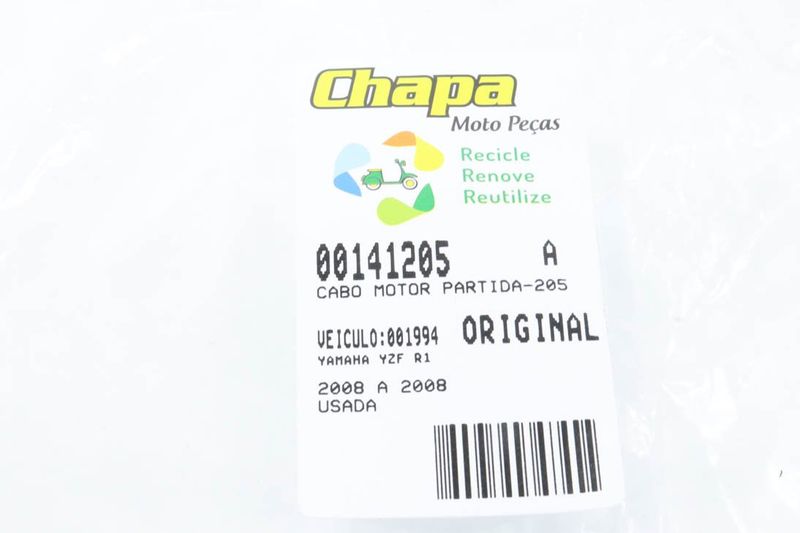 Chapa
Moto Peças
Recicle
Renove
Reutilize
00141205 A
CABO MOTOR PARTIDA-205
VEICULO:001994 ORIGINAL
YAMAHA YZF R1
2008 A 2008
USADA